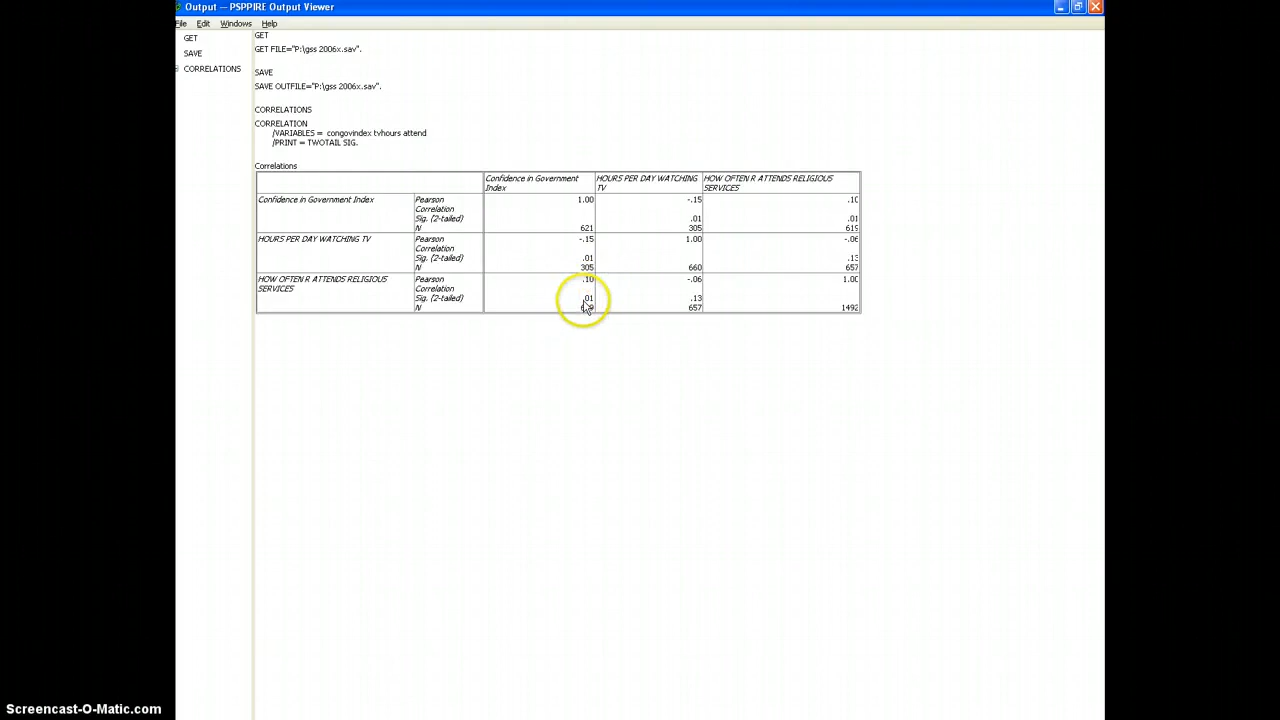 Output — PSPPIRE Output Viewer
File Edit Windows Help
GET
SAVE
CORRELATIONS
GET
GET FILE="P:\gss 2006x.sav".
SAVE
SAVE OUTFILE="P:\gss 2006x.sav".
CORRELATIONS
CORRELATION
/VARIABLES = congovindex tvhours attend
/PRINT = TWOTAIL SIG.
Correlations
Confidence in Government Index HOURS PER DAY WATCHING TV HOW OFTEN R ATTENDS RELIGIOUS SERVICES
Confidence in Government Index Pearson Correlation 1.00 -.15 .10
Sig. (2-tailed) .01 .01
N 621 305 619
HOURS PER DAY WATCHING TV Pearson Correlation -.15 1.00 -.06
Sig. (2-tailed) .01 .13
N 305 660 657
HOW OFTEN R ATTENDS RELIGIOUS SERVICES Pearson Correlation .10 -.06 1.00
Sig. (2-tailed) .01 .13
N 657 1492
Screencast-O-Matic.com